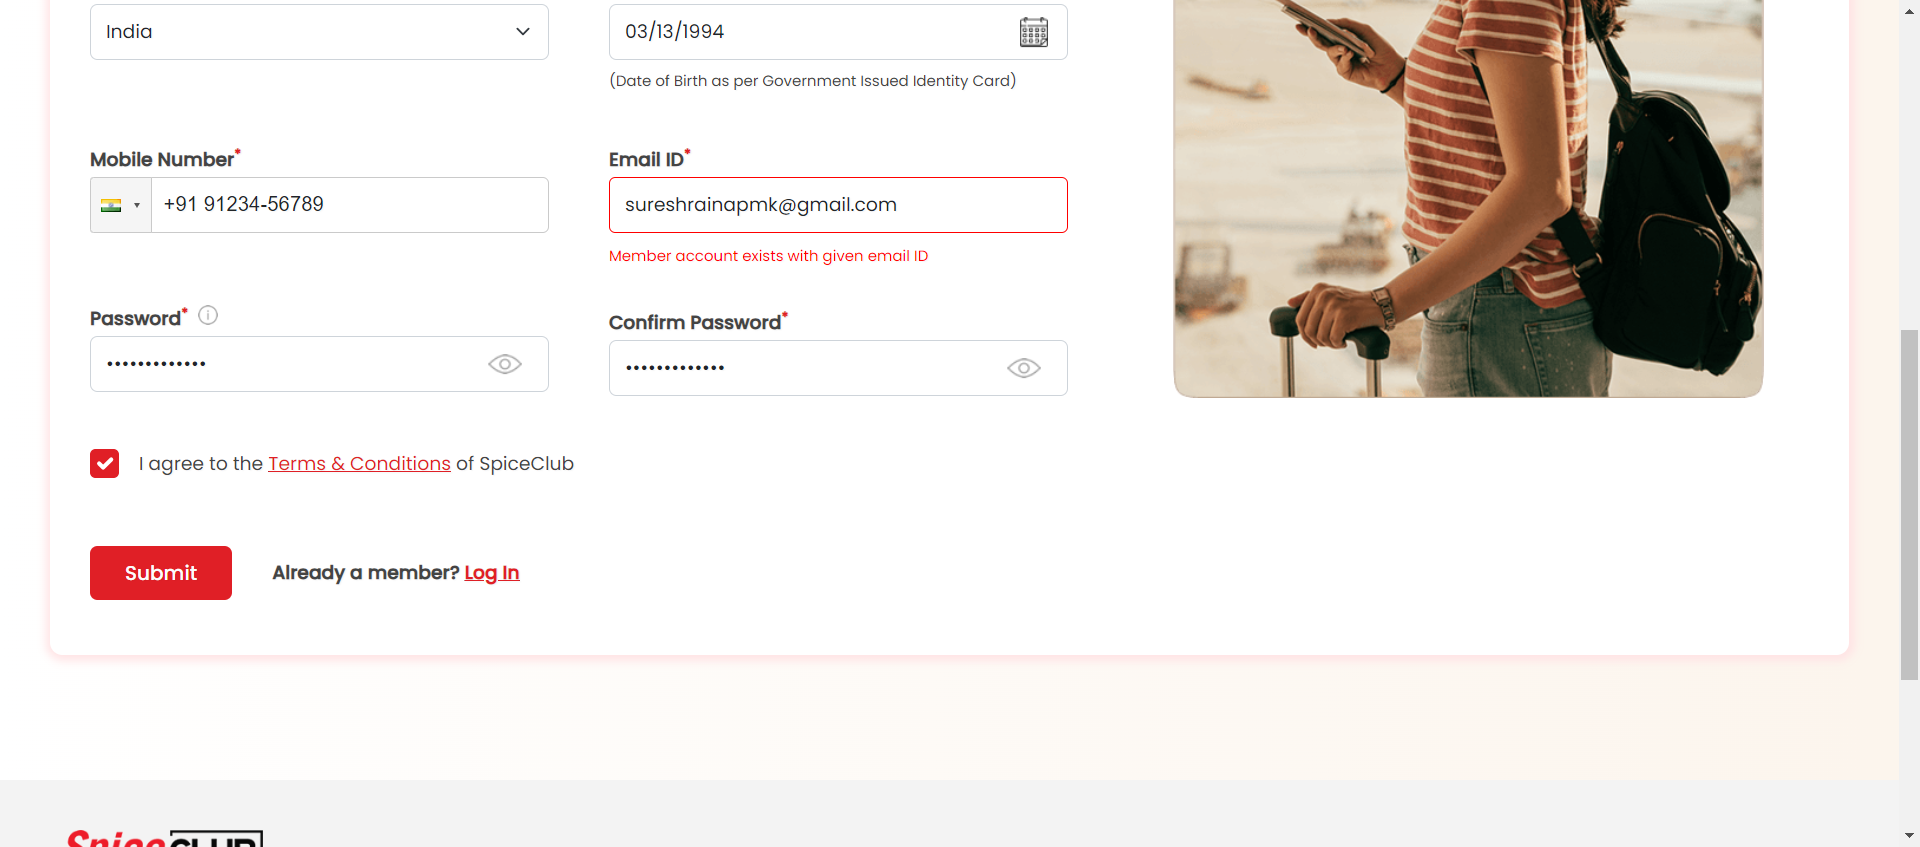 India
03/13/1994
(Date of Birth as per Government Issued Identity Card)
Mobile Number*
Email ID*
+91 91234-56789
sureshrainapmk@gmail.com
Member account exists with given email ID
Password*
Confirm Password*
•••••••••••••
•••••••••••••
I agree to the Terms & Conditions of SpiceClub
Submit
Already a member? Log In
Spice CLUB